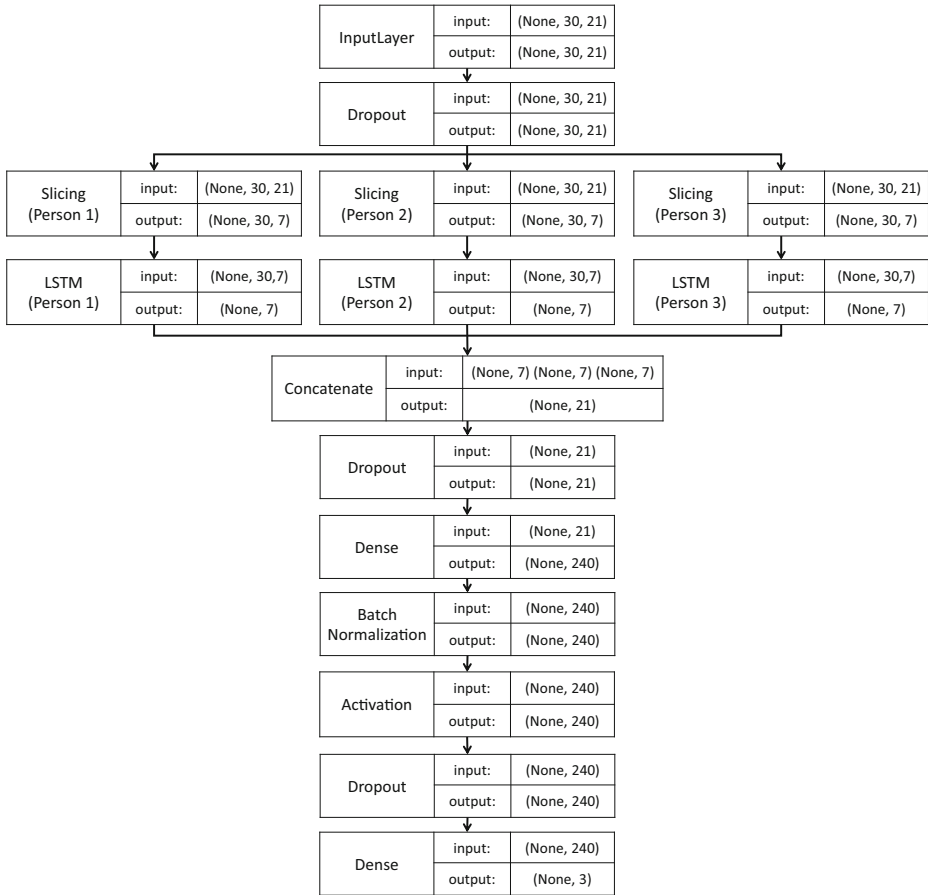 InputLayer input: (None, 30, 21)
output: (None, 30, 21)
Dropout input: (None, 30, 21)
output: (None, 30, 21)
Slicing (Person 1) input: (None, 30, 21)
output: (None, 30, 7)
Slicing (Person 2) input: (None, 30, 21)
output: (None, 30, 7)
Slicing (Person 3) input: (None, 30, 21)
output: (None, 30, 7)
LSTM (Person 1) input: (None, 30,7)
output: (None, 7)
LSTM (Person 2) input: (None, 30,7)
output: (None, 7)
LSTM (Person 3) input: (None, 30,7)
output: (None, 7)
Concatenate input: (None, 7) (None, 7) (None, 7)
output: (None, 21)
Dropout input: (None, 21)
output: (None, 21)
Dense input: (None, 21)
output: (None, 240)
Batch Normalization input: (None, 240)
output: (None, 240)
Activation input: (None, 240)
output: (None, 240)
Dropout input: (None, 240)
output: (None, 240)
Dense input: (None, 240)
output: (None, 3)